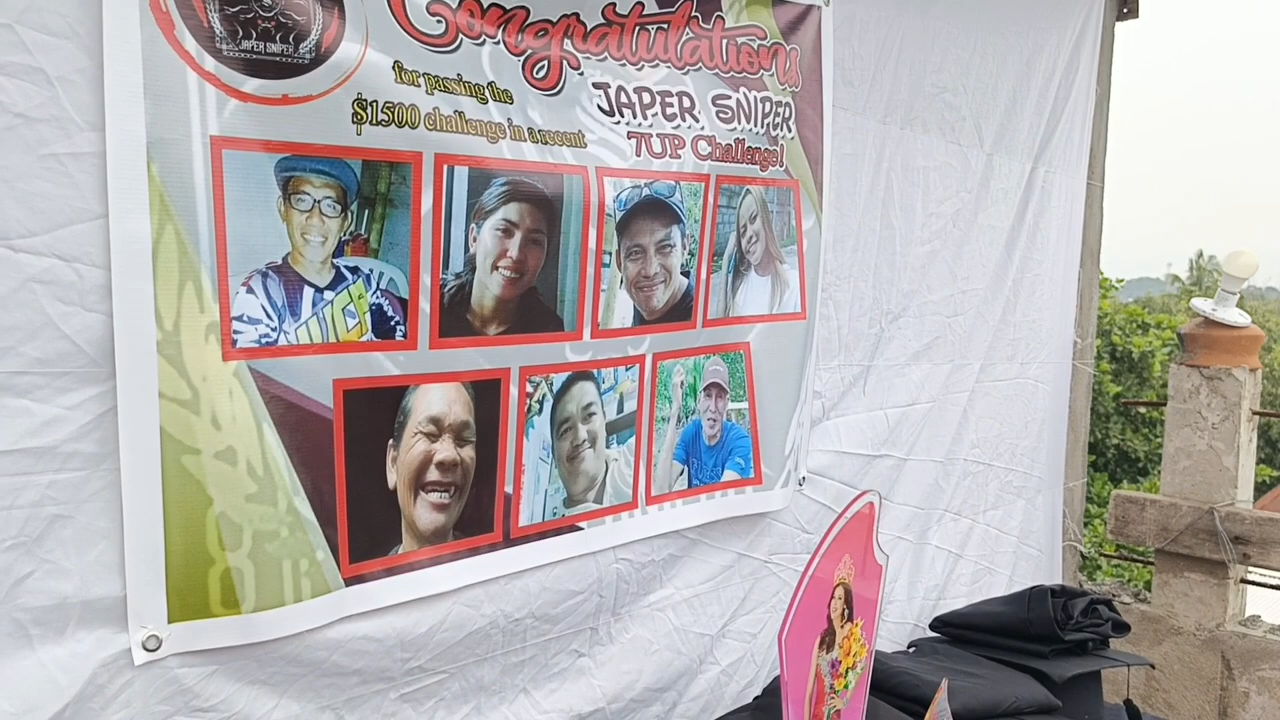 JAPER SNIPER
Congratulations
for passing the
$1500 challenge in a recent
JAPER SNIPER
7UP Challenge!